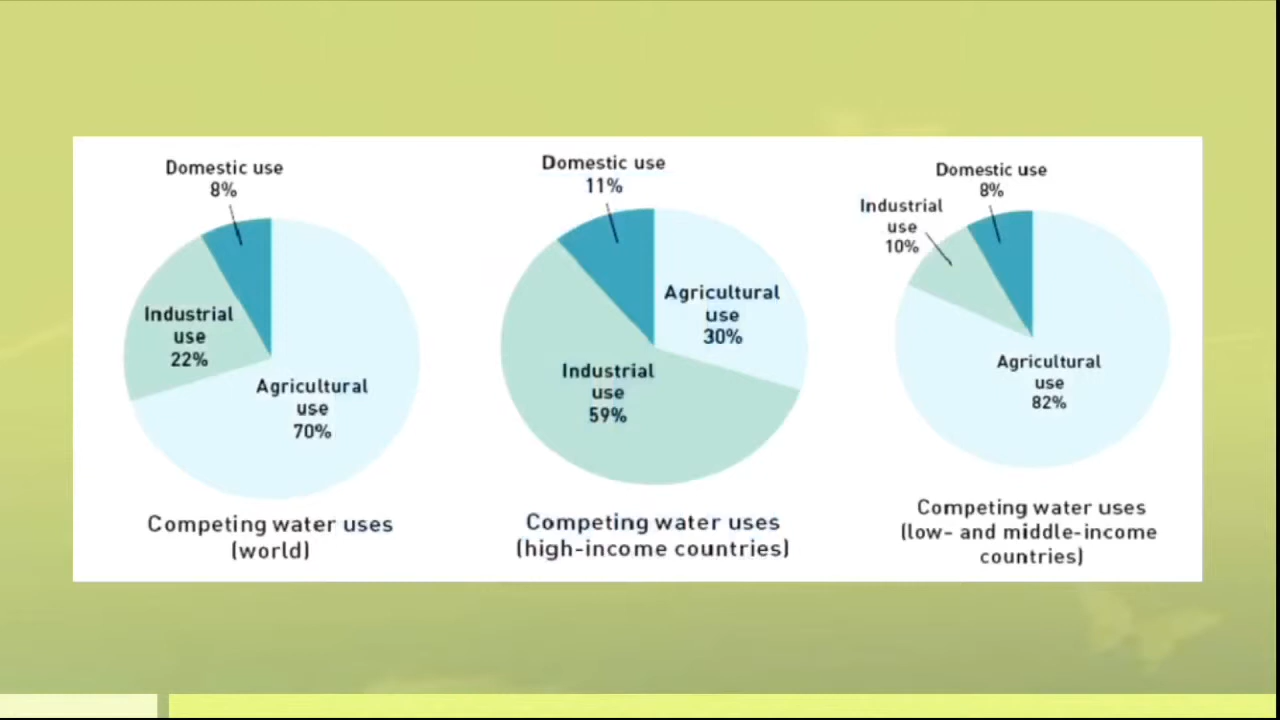 Domestic use
8%
Industrial
use
22%
Agricultural
use
70%
Competing water uses
(world)
Domestic use
11%
Agricultural
use
30%
Industrial
use
59%
Competing water uses
(high-income countries)
Domestic use
8%
Industrial
use
10%
Agricultural
use
82%
Competing water uses
(low- and middle-income
countries)